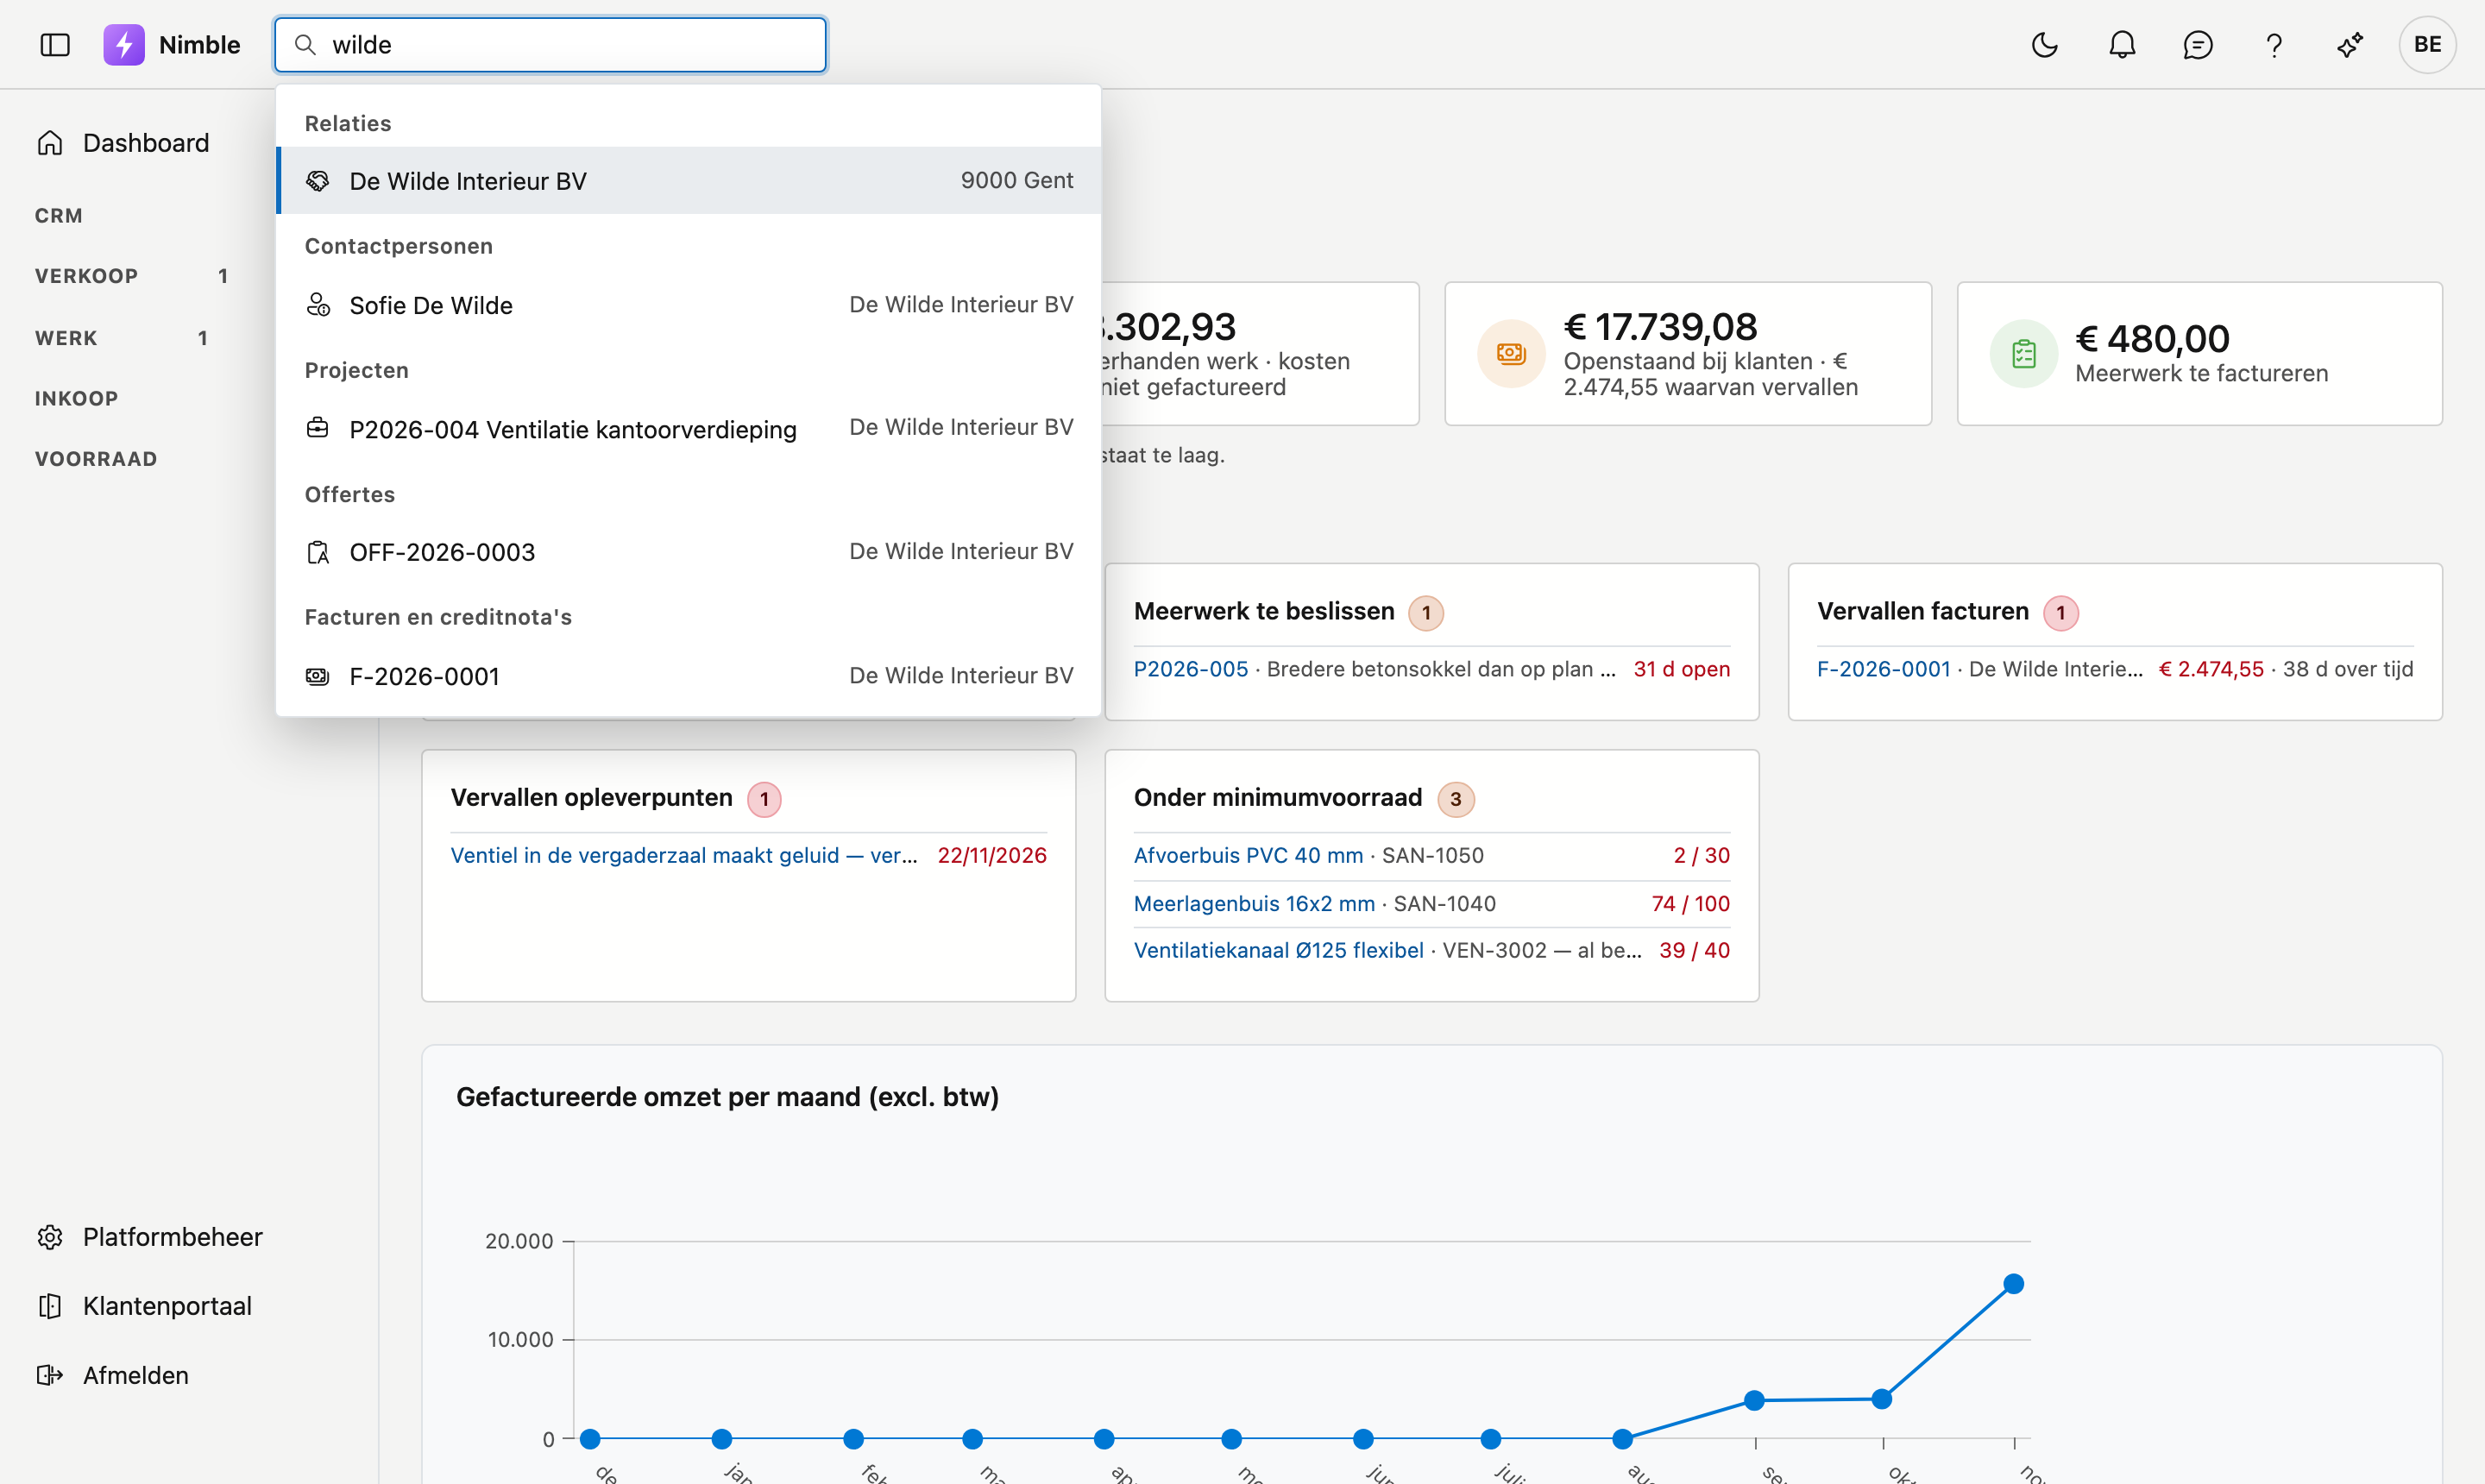 Nimble
wilde
BE
Dashboard
CRM
VERKOOP 1
WERK 1
INKOOP
VOORRAAD
Platformbeheer
Klantenportaal
Afmelden
Relaties
De Wilde Interieur BV 9000 Gent
Contactpersonen
Sofie De Wilde De Wilde Interieur BV
Projecten
P2026-004 Ventilatie kantoorverdieping De Wilde Interieur BV
Offertes
OFF-2026-0003 De Wilde Interieur BV
Facturen en creditnota's
F-2026-0001 De Wilde Interieur BV
.302,93
erhanden werk · kosten
niet gefactureerd
€ 17.739,08
Openstaand bij klanten · €
2.474,55 waarvan vervallen
€ 480,00
Meerwerk te factureren
staat te laag.
Meerwerk te beslissen 1
P2026-005 · Bredere betonsokkel dan op plan ... 31 d open
Vervallen facturen 1
F-2026-0001 · De Wilde Interie... € 2.474,55 · 38 d over tijd
Vervallen opleverpunten 1
Ventiel in de vergaderzaal maakt geluid — ver... 22/11/2026
Onder minimumvoorraad 3
Afvoerbuis PVC 40 mm · SAN-1050 2 / 30
Meerlagenbuis 16x2 mm · SAN-1040 74 / 100
Ventilatiekanaal Ø125 flexibel · VEN-3002 — al be... 39 / 40
Gefactureerde omzet per maand (excl. btw)
20.000
10.000
0